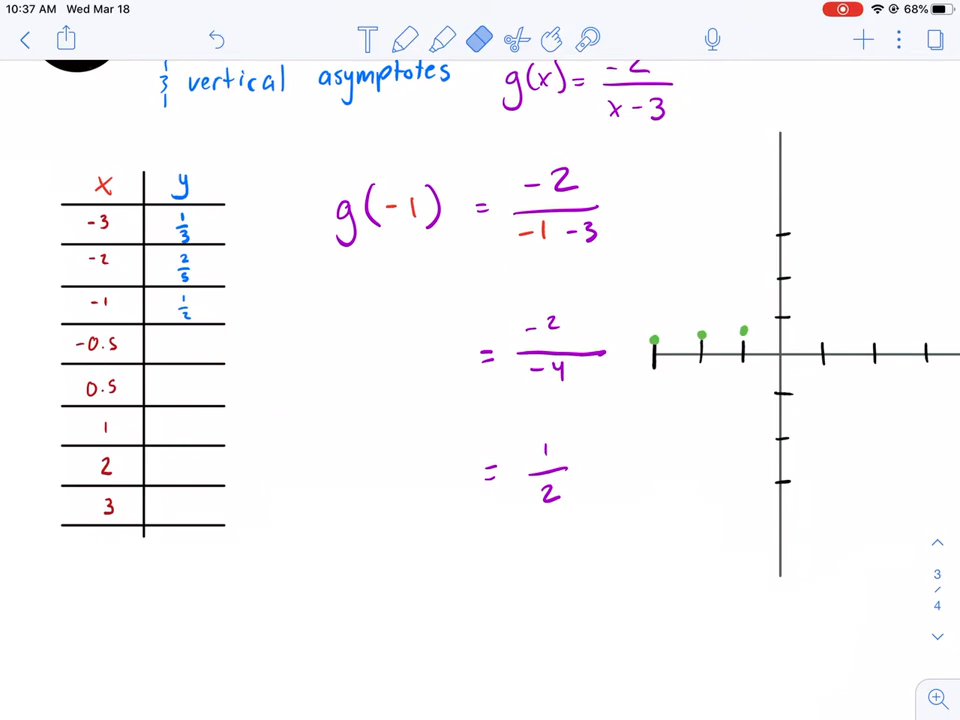 10:37 AM Wed Mar 18
68%
T
vertical asymptotes
g(x) = -2 / x - 3
x y
-3 1/3
-2 2/5
-1 1/2
-0.5
0.5
1
2
3
g(-1) = -2 / -1 -3
= -2 / -4
= 1/2
3 / 4